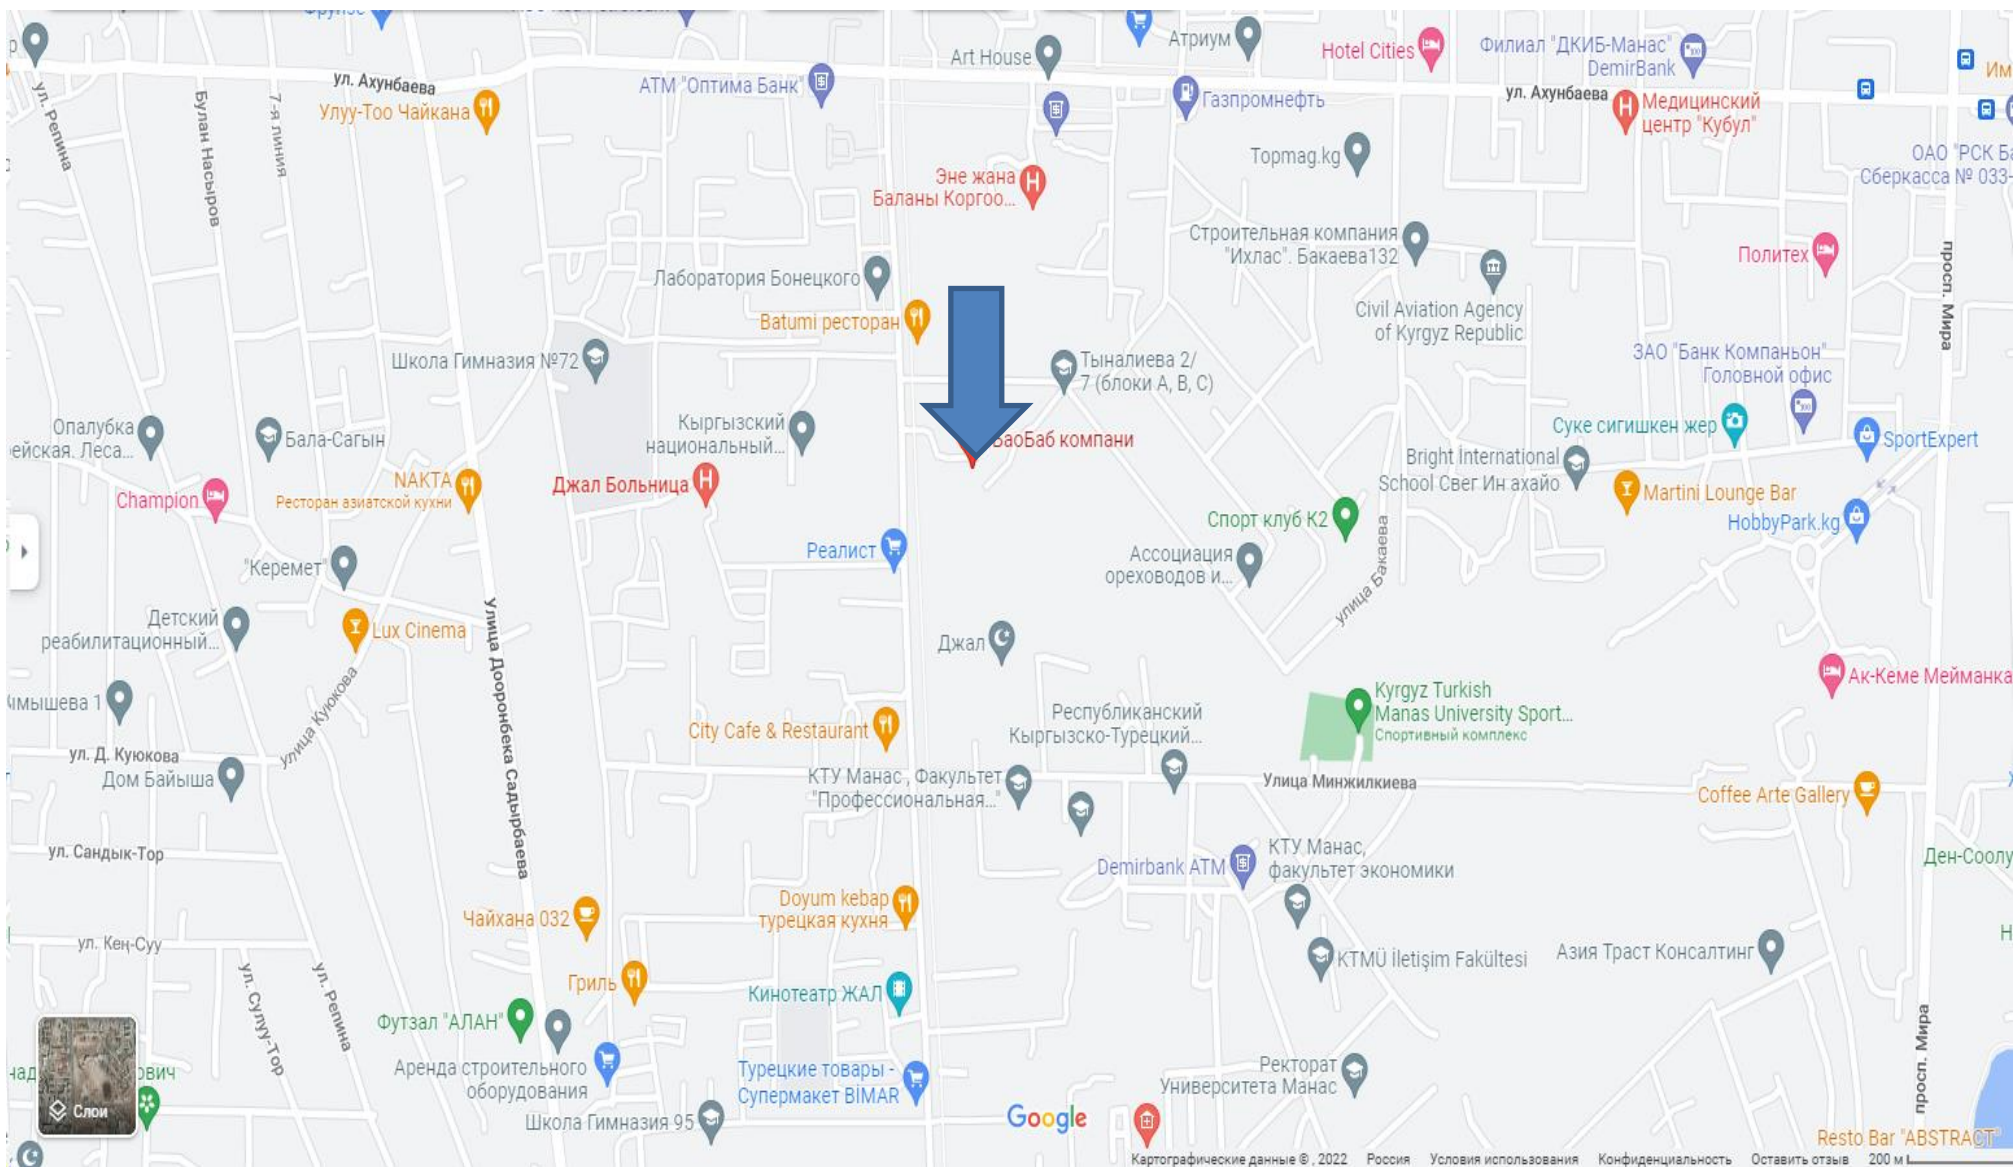 ул. Ахунбаева
АТМ "Оптима Банк"
Art House
Атриум
Hotel Cities
Филиал "ДКИБ-Манас"
DemirBank
ул. Репина
Булан Насыров
7-я линия
Улуу-Тоо Чайкана
Газпромнефть
ул. Ахунбаева
Медицинский
центр "Кубул"
Topmag.kg
Эне жана
Баланы Коргоо...
Сберкасса № 033-
Строительная компания
"Ихлас". Бакаева132
Политех
просп. Мира
Лаборатория Бонецкого
Civil Aviation Agency
of Kyrgyz Republic
Batumi ресторан
Школа Гимназия №72
Тыналиева 2/
7 (блоки А, В, С)
ЗАО "Банк Компаньон"
Головной офис
Опалубка
ейская. Леса...
Бала-Сагын
Кыргызский
национальный...
БаоБаб компани
Суке сигишкен жер
SportExpert
Bright International
School Свег Ин ахайо
NAKTA
Ресторан азиатской кухни
Champion
Джал Больница
Martini Lounge Bar
HobbyPark.kg
Спорт клуб К2
Реалист
Ассоциация
ореховодов и...
улица Бакаева
"Керемет"
Детский
реабилитационный...
Lux Cinema
Улица Дооронбека Садырбаева
Джал
Ак-Кеме Мейманка
чмышева 1
улица Куюкова
City Cafe & Restaurant
Республиканский
Кыргызско-Турецкий...
Kyrgyz Turkish
Manas University Sport...
Спортивный комплекс
ул. Д. Куюкова
Дом Байыша
КТУ Манас , Факультет
"Профессиональная..."
Улица Минжилкиева
Coffee Arte Gallery
ул. Сандык-Тор
Demirbank ATM
КТУ Манас,
факультет экономики
Ден-Соолу
Чайхана 032
Doyum kebap
турецкая кухня
ул. Кең-Суу
ул. Сулуу-Тор
ул. Репина
KTMÜ İletişim Fakültesi
Азия Траст Консалтинг
Гриль
Кинотеатр ЖАЛ
Футзал "АЛАН"
Аренда строительного
оборудования
Турецкие товары -
Супермакет BİMAR
Ректорат
Университета Манас
просп. Мира
Слои
Школа Гимназия 95
Google
Resto Bar "ABSTRACT"
Картографические данные © , 2022 Россия Условия использования Конфиденциальность Оставить отзыв 200 м